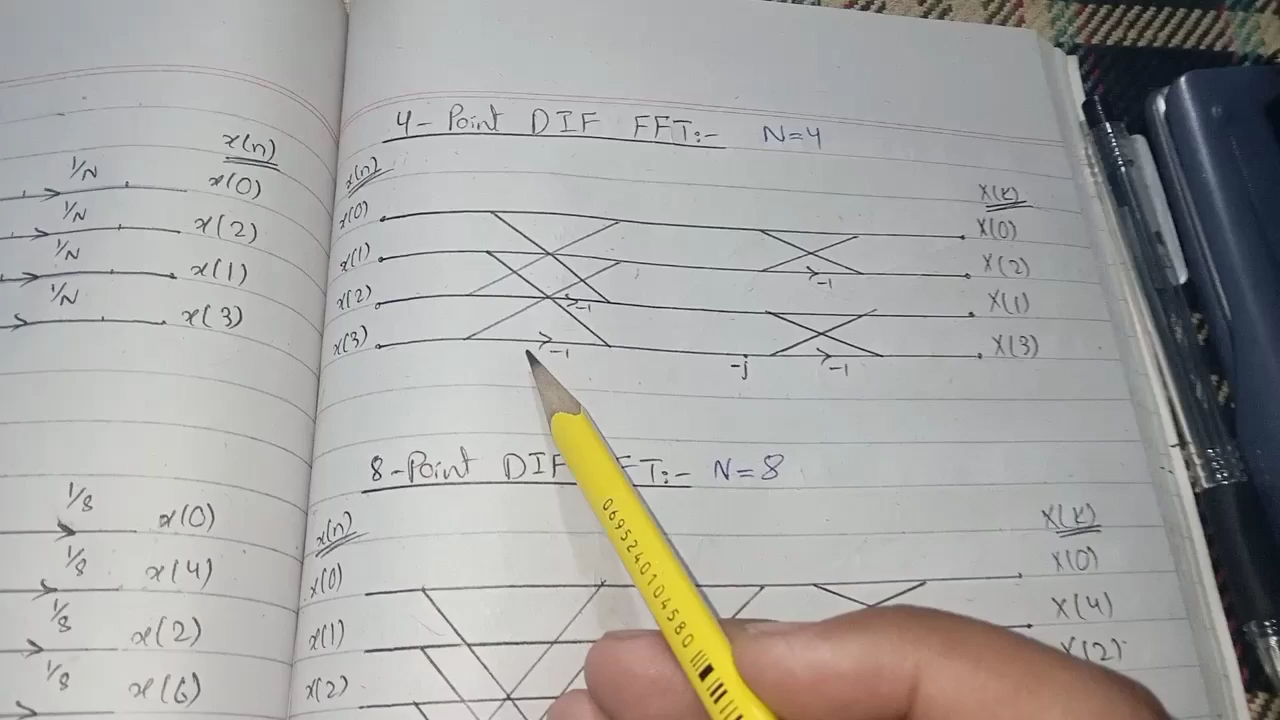 x(n)
1/N x(0)
1/N x(2)
1/N x(1)
1/N x(3)
1/8 x(0)
1/8 x(4)
1/8 x(2)
1/8 x(6)
4-Point DIF FFT:- N=4
x(n) X(k)
x(0) X(0)
x(1) X(2)
-1
x(2) X(1)
-1
x(3) X(3)
-1 -j -1
8-Point DIF FT:- N=8
x(n) X(k)
x(0) X(0)
x(1) X(4)
x(2) X(2)
0695240104580